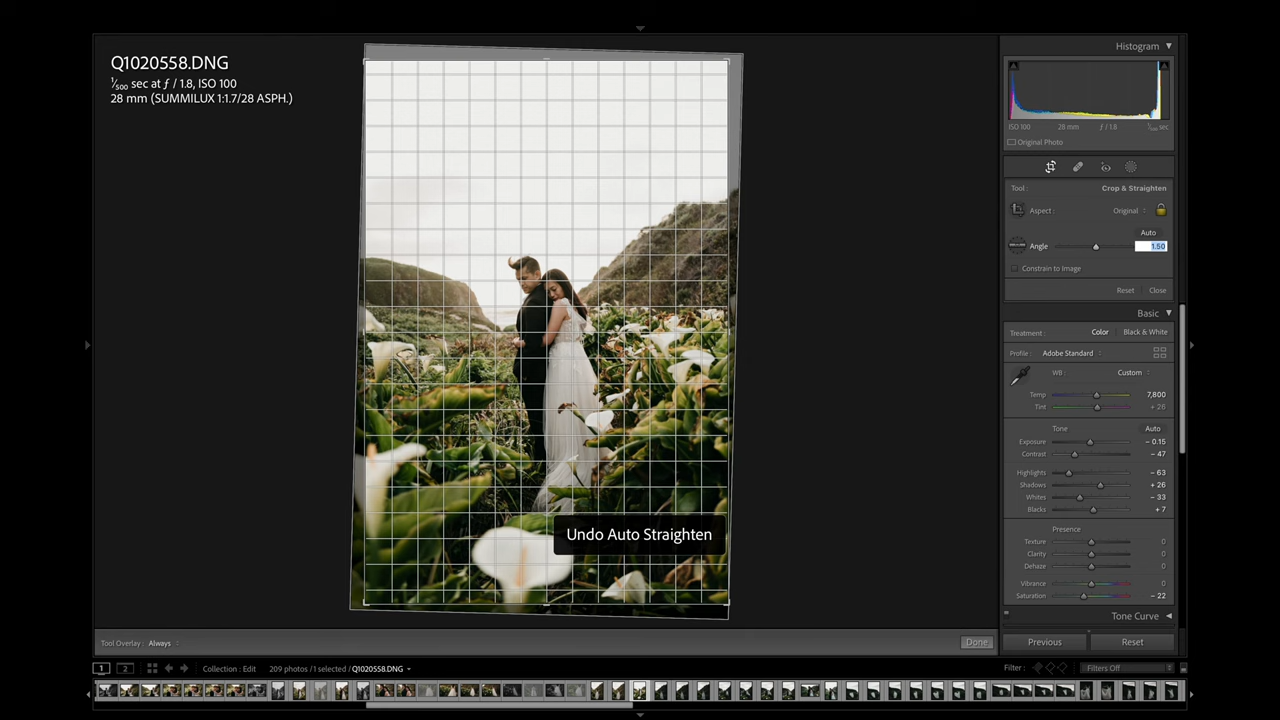 Q1020558.DNG
1/500 sec at ƒ / 1.8, ISO 100
28 mm (SUMMILUX 1:1.7/28 ASPH.)
Undo Auto Straighten
Histogram
ISO 100 28 mm ƒ / 1.8 1/500 sec
Original Photo
Tool : Crop & Straighten
Aspect : Original
Auto
Angle 1.50
Constrain to Image
Reset Close
Basic
Treatment : Color Black & White
Profile : Adobe Standard
WB : Custom
Temp 7,800
Tint + 26
Tone Auto
Exposure – 0.15
Contrast – 47
Highlights – 63
Shadows + 26
Whites – 33
Blacks + 7
Presence
Texture 0
Clarity 0
Dehaze 0
Vibrance 0
Saturation – 22
Tone Curve
Previous Reset
Tool Overlay : Always Done
1 2 Collection : Edit 209 photos / 1 selected / Q1020558.DNG Filter : Filters Off